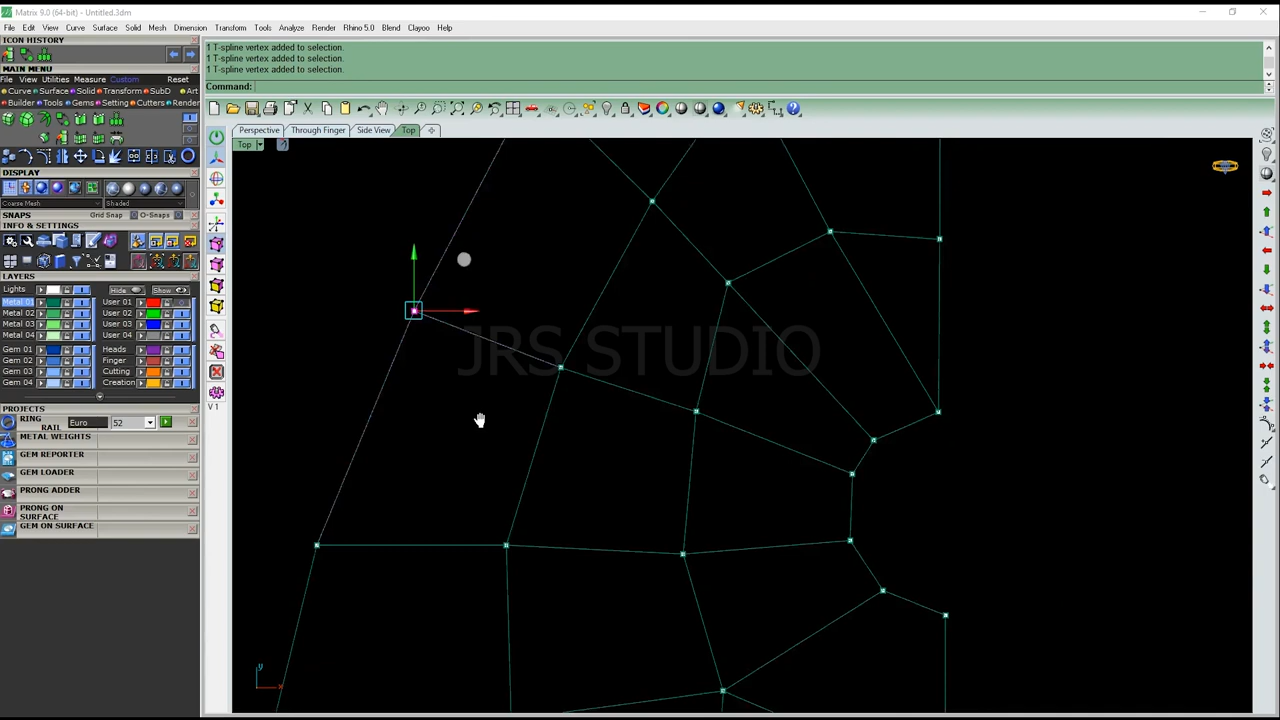 Matrix 9.0 (64-bit) - Untitled.3dm
File Edit View Curve Surface Solid Mesh Dimension Transform Tools Analyze Render Rhino 5.0 Blend Clayoo Help
ICON HISTORY
1 T-spline vertex added to selection.
1 T-spline vertex added to selection.
1 T-spline vertex added to selection.
Command:
MAIN MENU
File View Utilities Measure Custom Reset
Curve Surface Solid Transform SubD Art
Builder Tools Gems Setting Cutters Render
Perspective Through Finger Side View Top
Top
DISPLAY
Coarse Mesh Shaded
SNAPS Grid Snap O-Snaps
INFO & SETTINGS
LAYERS
Lights Hide Show
Metal 01 User 01
Metal 02 User 02
Metal 03 User 03
Metal 04 User 04
Gem 01 Heads
Gem 02 Finger
Gem 03 Cutting
Gem 04 Creation
PROJECTS
RING RAIL Euro 52
METAL WEIGHTS
GEM REPORTER
GEM LOADER
PRONG ADDER
PRONG ON SURFACE
GEM ON SURFACE
V 1
JRS STUDIO
y
x